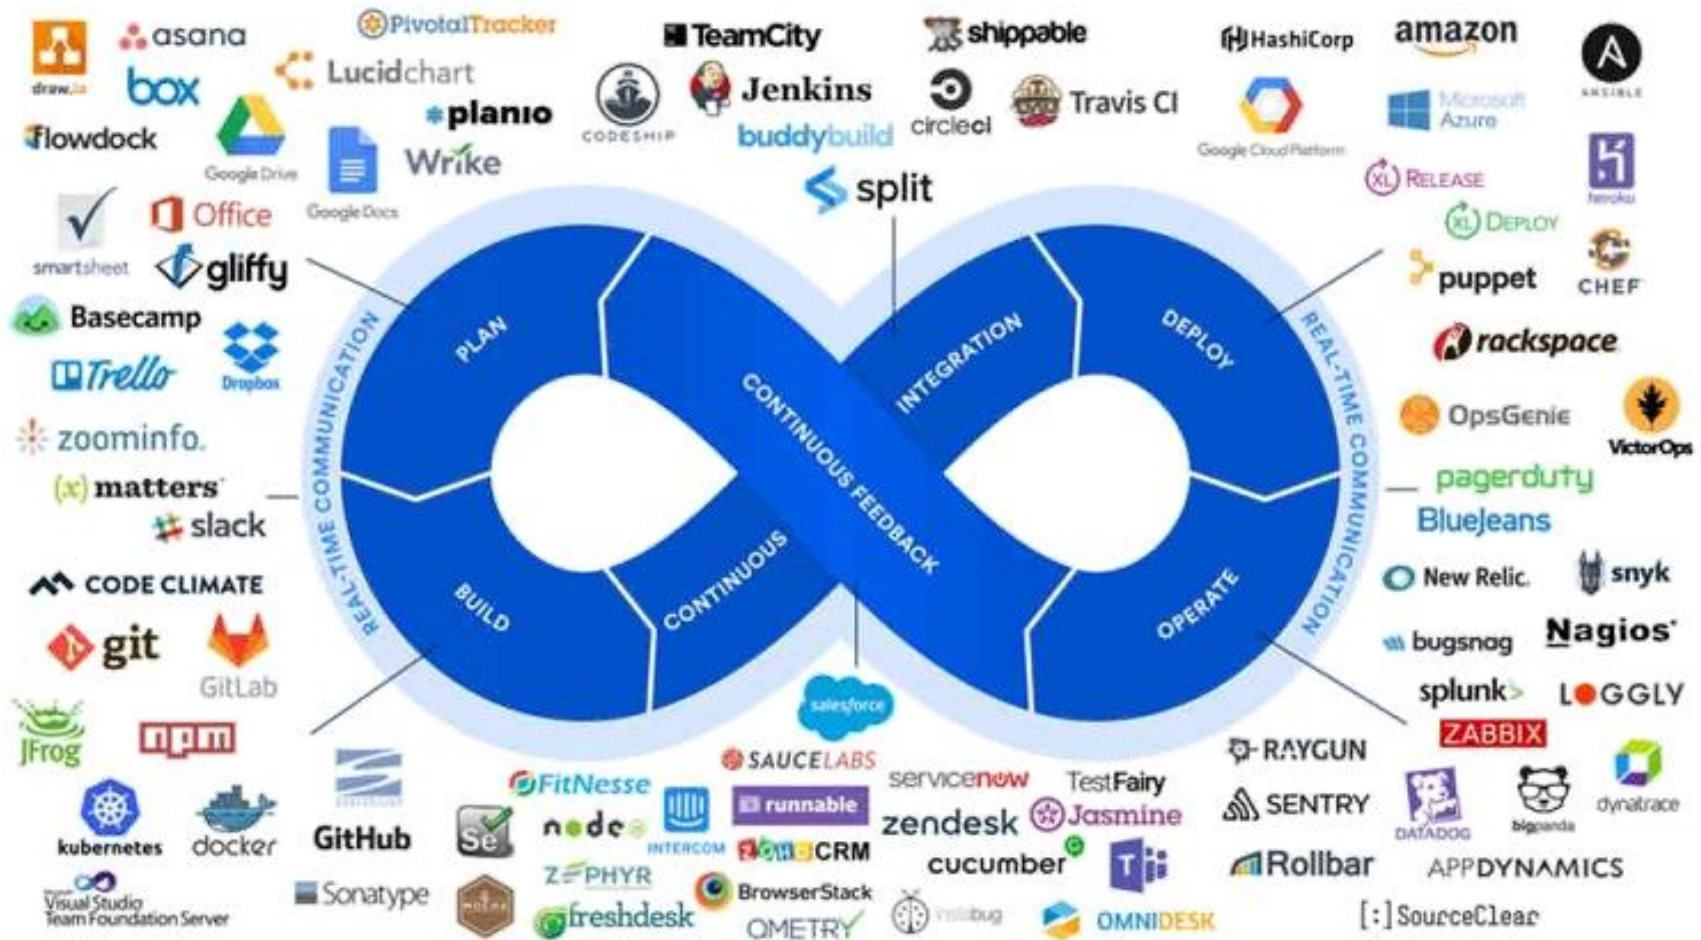 draw.io
asana
PivotalTracker
box
Lucidchart
flowdock
Google Drive
planio
Google Docs
Wrike
smartsheet
Office
gliffy
Basecamp
Trello
Dropbox
zoominfo.
(x) matters
slack
CODE CLIMATE
git
GitLab
JFrog
npm
kubernetes
docker
GitHub
Visual Studio
Team Foundation Server
Sonatype
TeamCity
shippable
CODESHIP
Jenkins
circleci
Travis CI
buddybuild
split
HashiCorp
amazon
ANSIBLE
Google Cloud Platform
Microsoft
Azure
XL RELEASE
heroku
XL DEPLOY
puppet
CHEF
rackspace
OpsGenie
VictorOps
pagerduty
BlueJeans
New Relic.
snyk
bugsnag
Nagios
splunk>
LOGGLY
ZABBIX
RAYGUN
SENTRY
DATADOG
bigpanda
dynatrace
Rollbar
APPDYNAMICS
[:]SourceClear
PLAN
BUILD
CONTINUOUS
INTEGRATION
DEPLOY
OPERATE
CONTINUOUS FEEDBACK
REAL-TIME COMMUNICATION
REAL-TIME COMMUNICATION
salesforce
SAUCELABS
FitNesse
servicenow
TestFairy
Se
node
INTERCOM
runnable
zendesk
Jasmine
ZOHO CRM
cucumber
ZEPHYR
BrowserStack
T
freshdesk
QMETRY
instabug
OMNIDESK